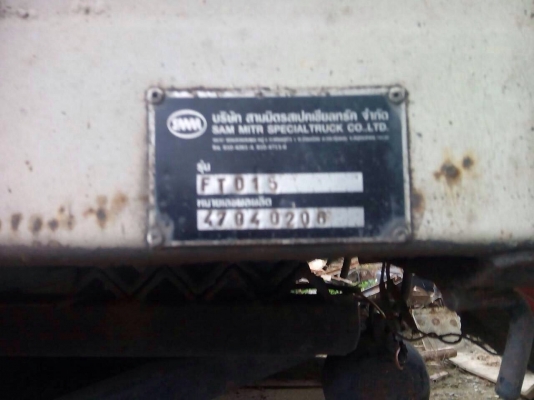 SMM
บริษัท สามมิตรสเปเชียลทรัค จำกัด
SAM MITR SPECIALTRUCK CO.,LTD.
รุ่น
FT015
หมายเลขผลิต
47040206